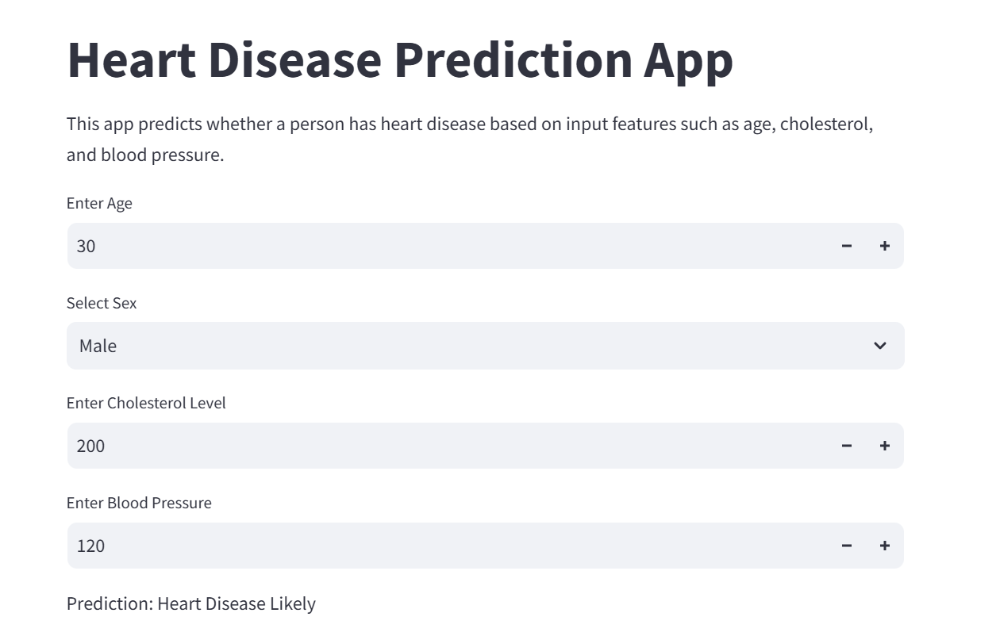 Heart Disease Prediction App
This app predicts whether a person has heart disease based on input features such as age, cholesterol,
and blood pressure.
Enter Age
30
Select Sex
Male
Enter Cholesterol Level
200
Enter Blood Pressure
120
Prediction: Heart Disease Likely